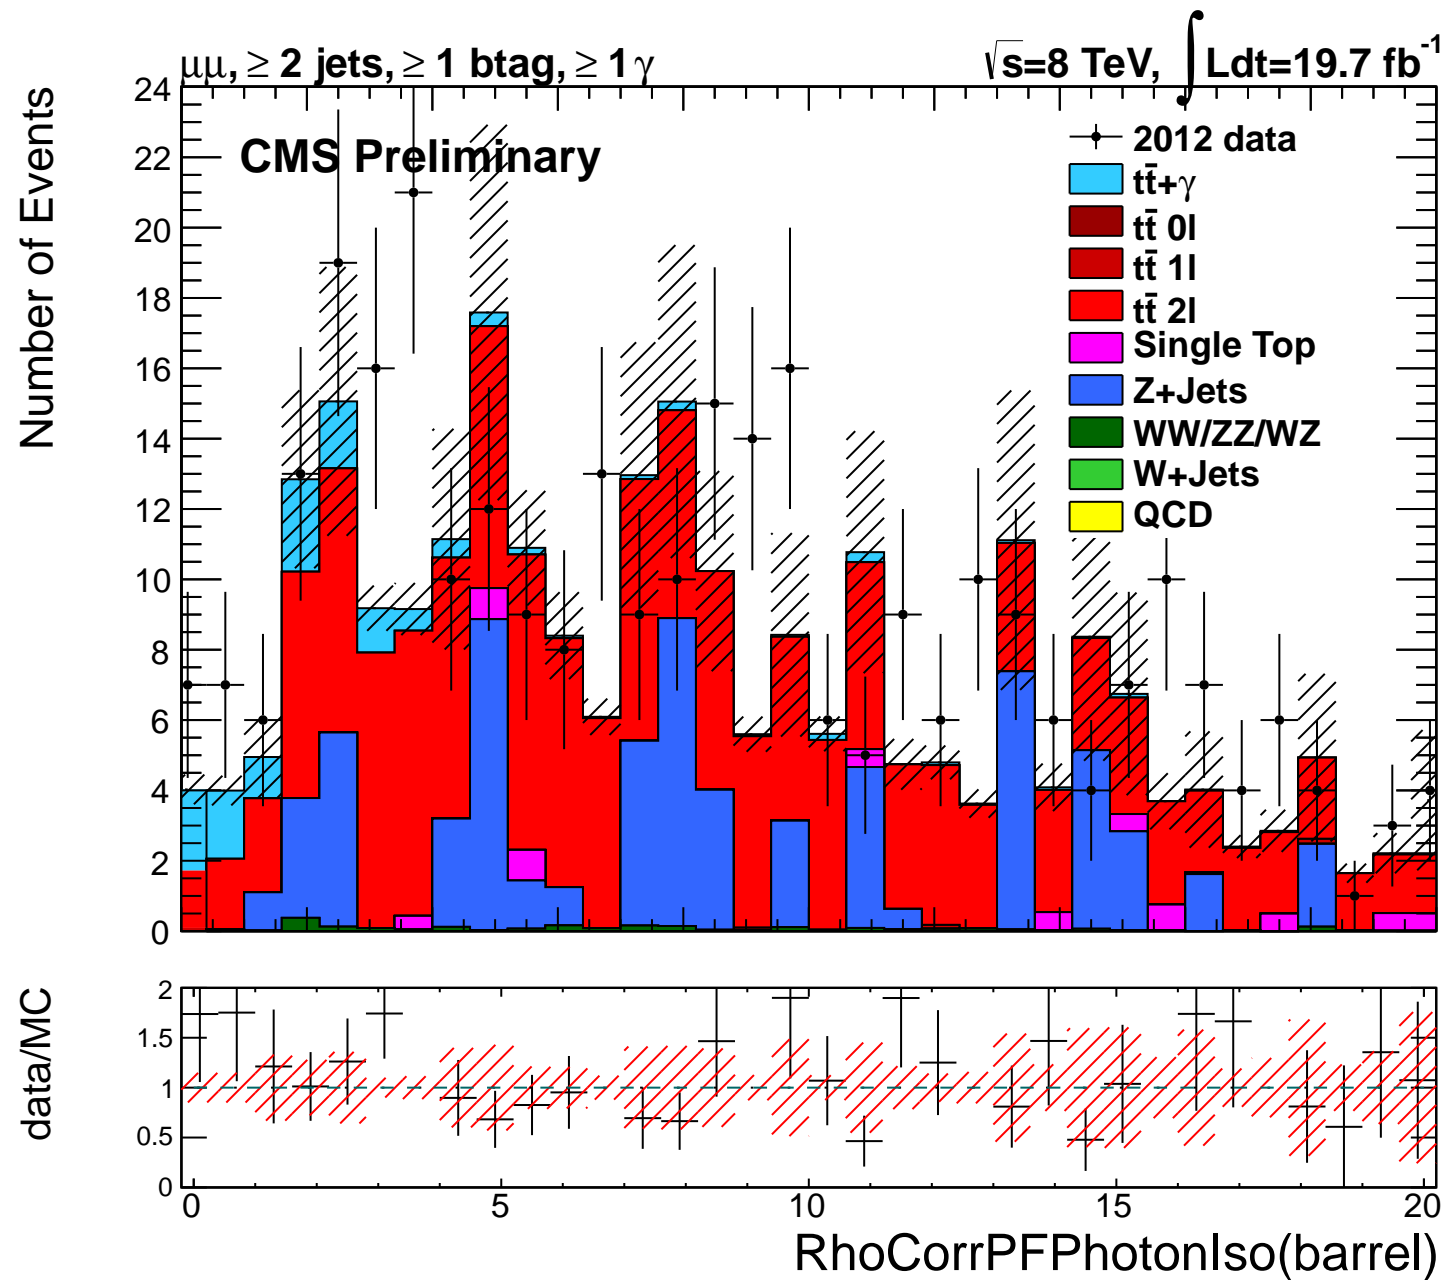 μμ, ≥ 2 jets, ≥ 1 btag, ≥ 1 γ
√s=8 TeV, ∫ Ldt=19.7 fb⁻¹
CMS Preliminary
2012 data
tt̄+γ
tt̄ 0l
tt̄ 1l
tt̄ 2l
Single Top
Z+Jets
WW/ZZ/WZ
W+Jets
QCD
Number of Events
24
22
20
18
16
14
12
10
8
6
4
2
0
data/MC
2
1.5
1
0.5
0
0 5 10 15 20
RhoCorrPFPhotonIso(barrel)